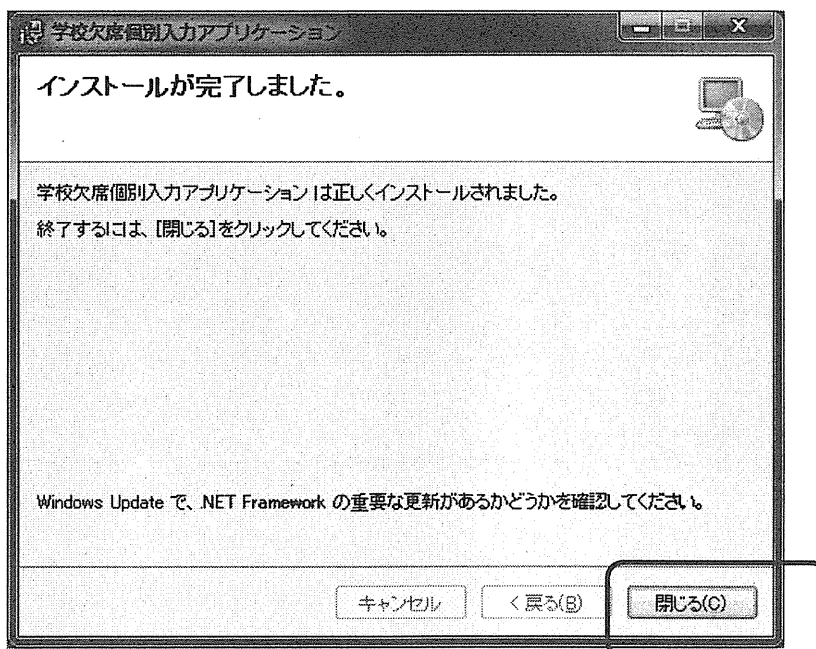 学校欠席個別入力アプリケーション
インストールが完了しました。
学校欠席個別入力アプリケーション は正しくインストールされました。
終了するには、[閉じる]をクリックしてください。
Windows Update で、.NET Framework の重要な更新があるかどうかを確認してください。
キャンセル
< 戻る(B)
閉じる(C)